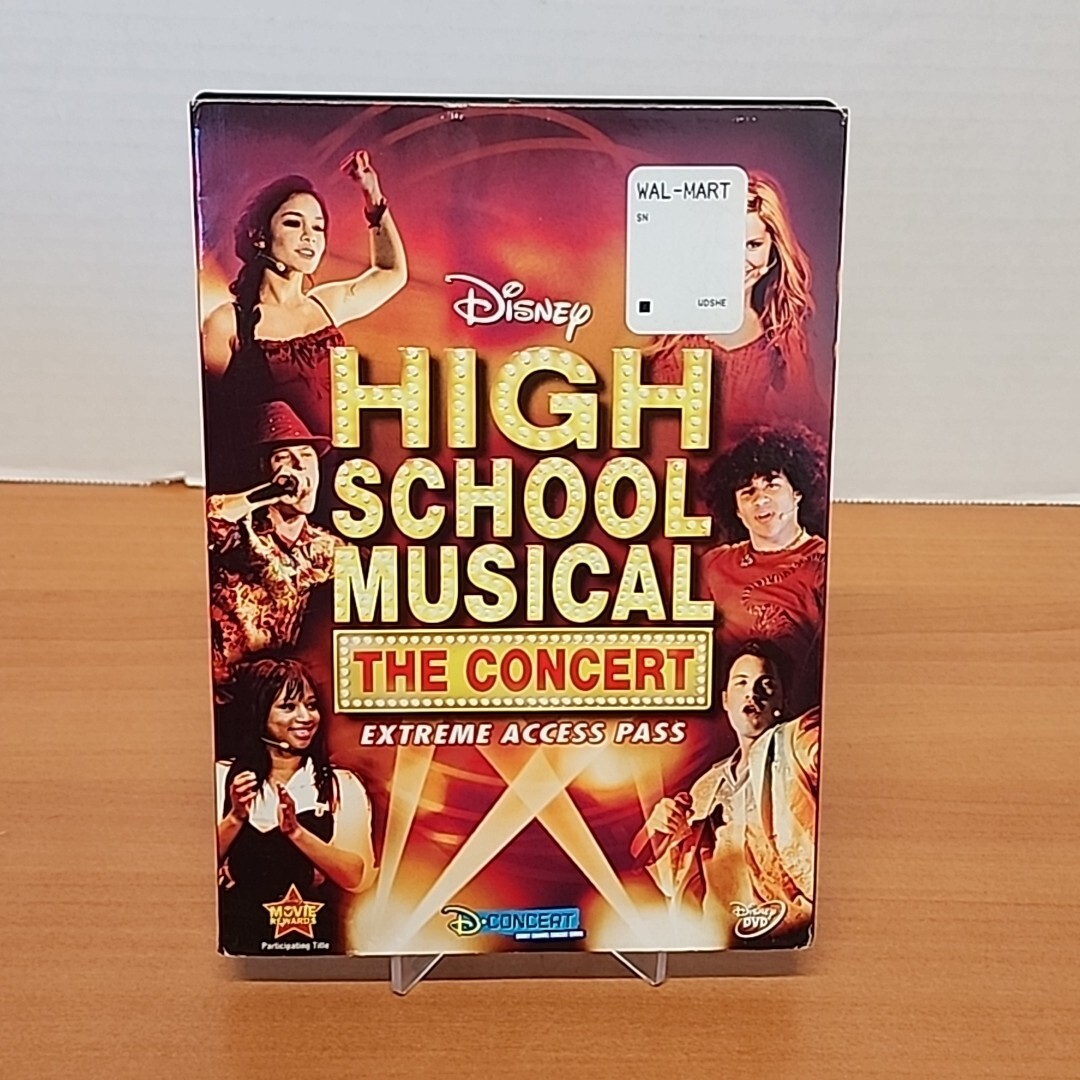 WAL-MART
SN
UDSHE
Disney
HIGH
SCHOOL
MUSICAL
THE CONCERT
EXTREME ACCESS PASS
MOVIE
REWARDS
Participating Title
D·CONCERT
Disney
DVD